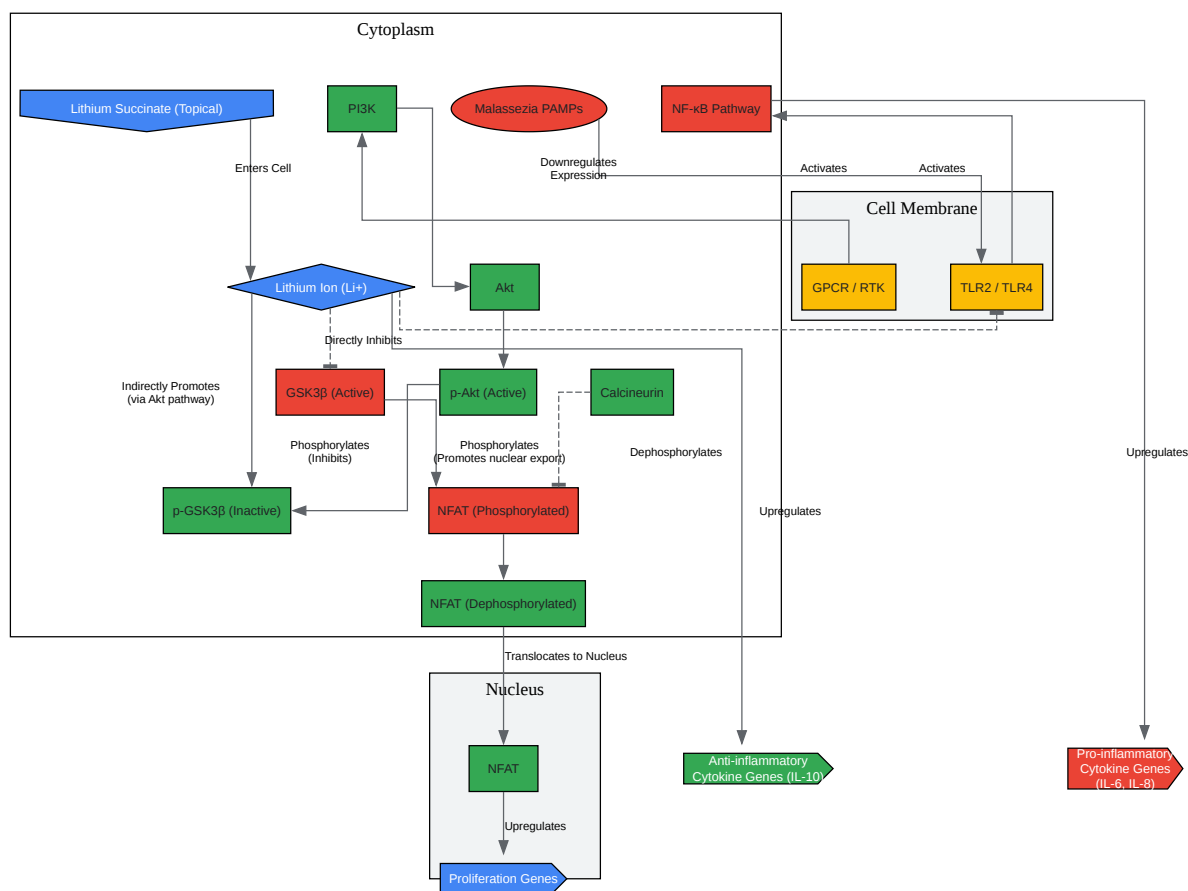 Cytoplasm
Lithium Succinate (Topical)
PI3K
Malassezia PAMPs
NF-κB Pathway
Enters Cell
Downregulates
Expression
Activates
Activates
Cell Membrane
Lithium Ion (Li+)
Akt
GPCR / RTK
TLR2 / TLR4
Directly Inhibits
Indirectly Promotes
(via Akt pathway)
GSK3β (Active)
p-Akt (Active)
Calcineurin
Phosphorylates
(Inhibits)
Phosphorylates
(Promotes nuclear export)
Dephosphorylates
Upregulates
p-GSK3β (Inactive)
NFAT (Phosphorylated)
Upregulates
NFAT (Dephosphorylated)
Translocates to Nucleus
Nucleus
NFAT
Anti-inflammatory
Cytokine Genes (IL-10)
Pro-inflammatory
Cytokine Genes
(IL-6, IL-8)
Upregulates
Proliferation Genes